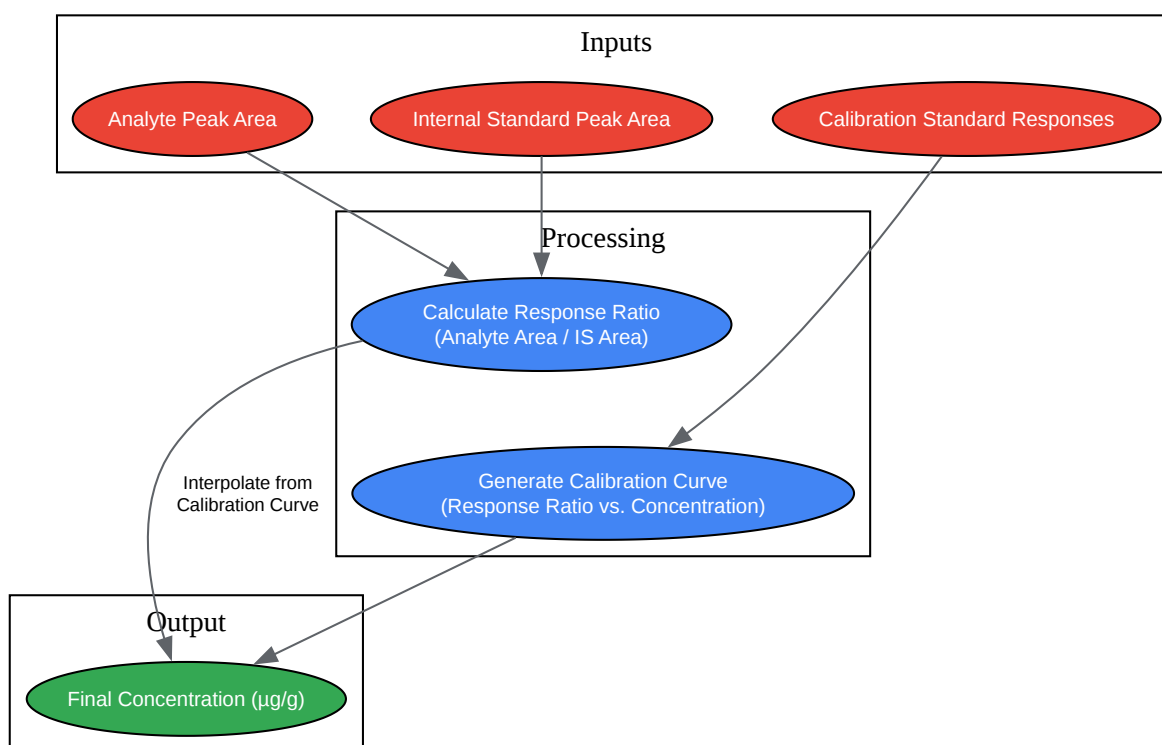 Inputs
Analyte Peak Area
Internal Standard Peak Area
Calibration Standard Responses
Processing
Calculate Response Ratio
(Analyte Area / IS Area)
Interpolate from
Calibration Curve
Generate Calibration Curve
(Response Ratio vs. Concentration)
Output
Final Concentration (µg/g)